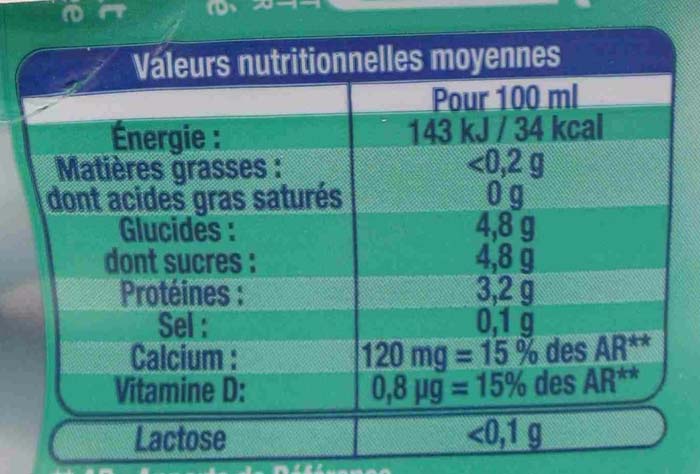 Valeurs nutritionnelles moyennes
Pour 100 ml
Énergie : 143 kJ / 34 kcal
Matières grasses : <0,2 g
dont acides gras saturés 0 g
Glucides : 4,8 g
dont sucres : 4,8 g
Protéines : 3,2 g
Sel : 0,1 g
Calcium : 120 mg = 15 % des AR**
Vitamine D: 0,8 µg = 15% des AR**
Lactose <0,1 g